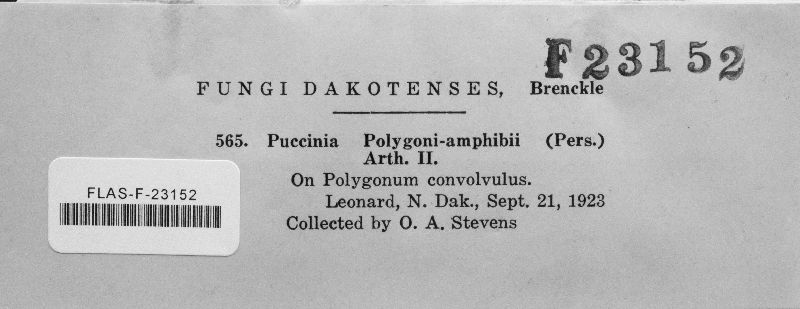 F23152
FUNGI DAKOTENSES, Brenckle
565. Puccinia Polygoni-amphibii (Pers.)
Arth. II.
On Polygonum convolvulus.
Leonard, N. Dak., Sept. 21, 1923
Collected by O. A. Stevens
FLAS-F-23152